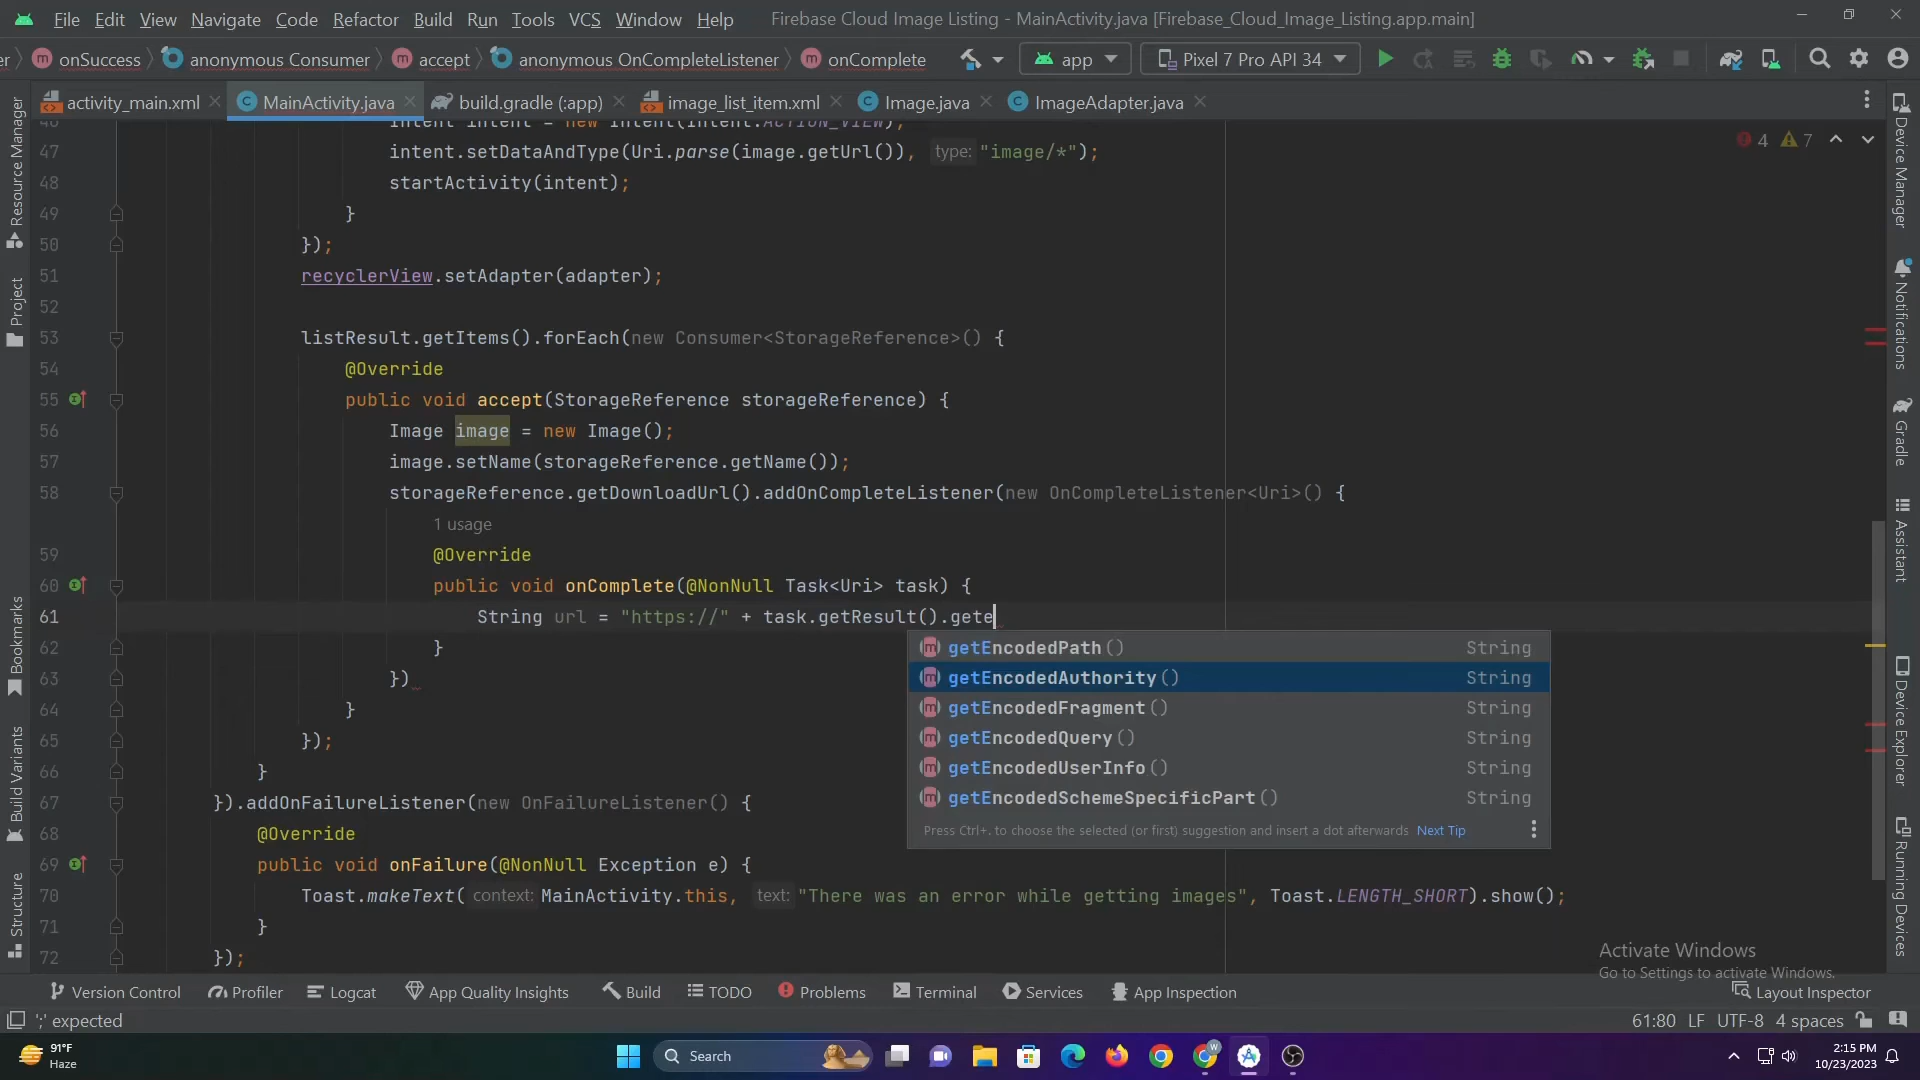 File Edit View Navigate Code Refactor Build Run Tools VCS Window Help Firebase Cloud Image Listing - MainActivity.java [Firebase_Cloud_Image_Listing.app.main]
onSuccess anonymous Consumer accept anonymous OnCompleteListener onComplete app Pixel 7 Pro API 34
activity_main.xml MainActivity.java build.gradle (:app) image_list_item.xml Image.java ImageAdapter.java
4 7
46 Intent intent = new Intent(Intent.ACTION_VIEW);
47 intent.setDataAndType(Uri.parse(image.getUrl()), type: "image/*");
48 startActivity(intent);
49 }
50 });
51 recyclerView.setAdapter(adapter);
52
53 listResult.getItems().forEach(new Consumer<StorageReference>() {
54 @Override
55 public void accept(StorageReference storageReference) {
56 Image image = new Image();
57 image.setName(storageReference.getName());
58 storageReference.getDownloadUrl().addOnCompleteListener(new OnCompleteListener<Uri>() {
1 usage
59 @Override
60 public void onComplete(@NonNull Task<Uri> task) {
61 String url = "https://" + task.getResult().gete
62 }
63 })
64 }
65 });
66 }
67 }).addOnFailureListener(new OnFailureListener() {
68 @Override
69 public void onFailure(@NonNull Exception e) {
70 Toast.makeText( context: MainActivity.this, text: "There was an error while getting images", Toast.LENGTH_SHORT).show();
71 }
72 });
getEncodedPath() String
getEncodedAuthority() String
getEncodedFragment() String
getEncodedQuery() String
getEncodedUserInfo() String
getEncodedSchemeSpecificPart() String
Press Ctrl+. to choose the selected (or first) suggestion and insert a dot afterwards Next Tip
Resource Manager
Project
Bookmarks
Build Variants
Structure
Device Manager
Notifications
Gradle
Assistant
Device Explorer
Running Devices
Activate Windows
Go to Settings to activate Windows.
Version Control Profiler Logcat App Quality Insights Build TODO Problems Terminal Services App Inspection Layout Inspector
';' expected 61:80 LF UTF-8 4 spaces
91°F
Haze
Search
W
2:15 PM
10/23/2023